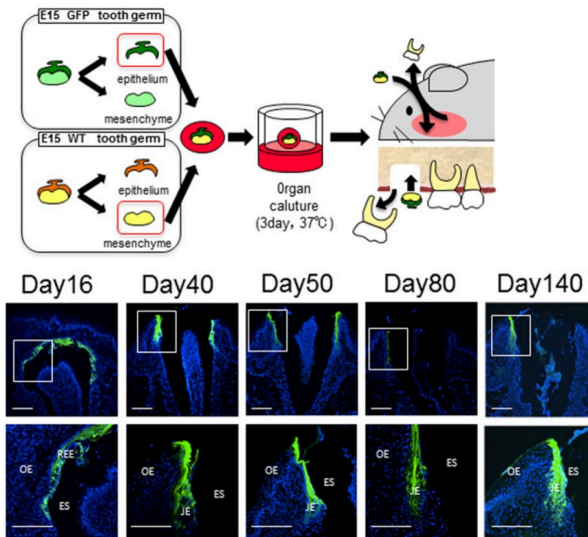 E15 GFP tooth germ
epithelium
mesenchyme
E15 WT tooth germ
epithelium
mesenchyme
Organ
caluture
(3day, 37℃)
Day16
Day40
Day50
Day80
Day140
OE
REE
ES
OE
JE
ES
OE
JE
ES
OE
JE
ES
OE
JE
ES